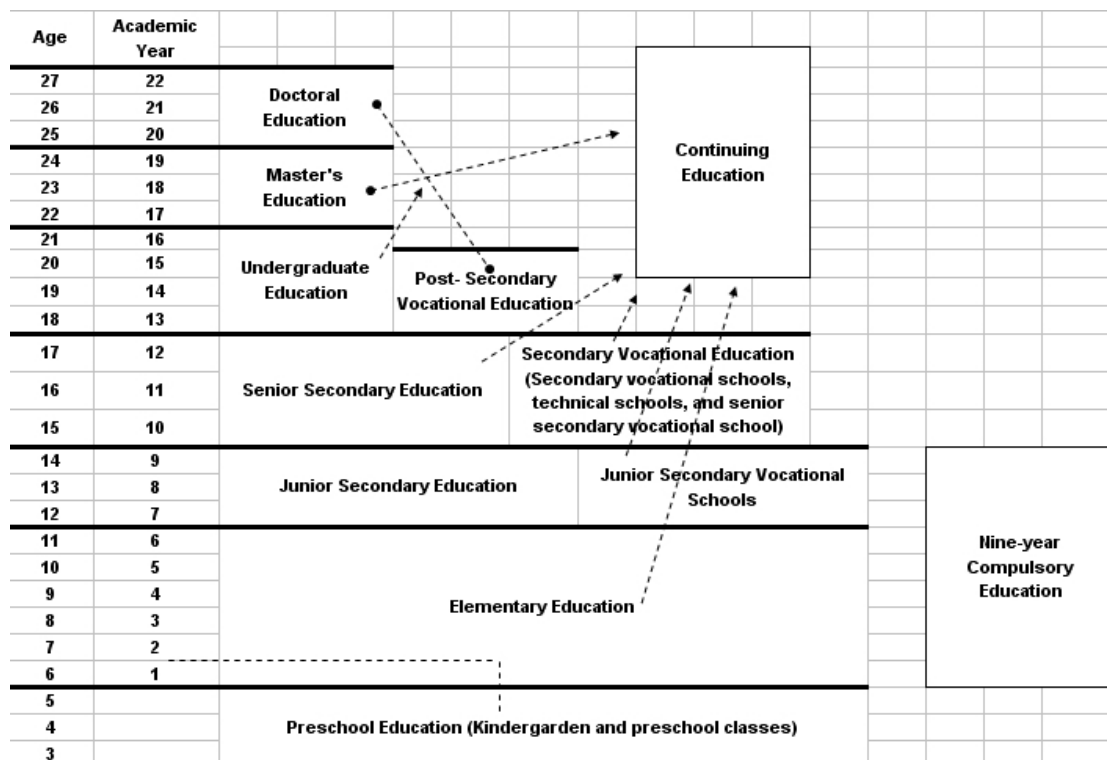 Age
Academic
Year
27
22
26
21
25
20
Doctoral
Education
24
19
23
18
22
17
Master's
Education
21
16
20
15
19
14
18
13
Undergraduate
Education
Post- Secondary
Vocational Education
Continuing
Education
17
12
16
11
15
10
Senior Secondary Education
Secondary Vocational Education
(Secondary vocational schools,
technical schools, and senior
secondary vocational school)
14
9
13
8
12
7
Junior Secondary Education
Junior Secondary Vocational
Schools
11
6
10
5
9
4
8
3
7
2
6
1
Elementary Education
Nine-year
Compulsory
Education
5
4
3
Preschool Education (Kindergarden and preschool classes)